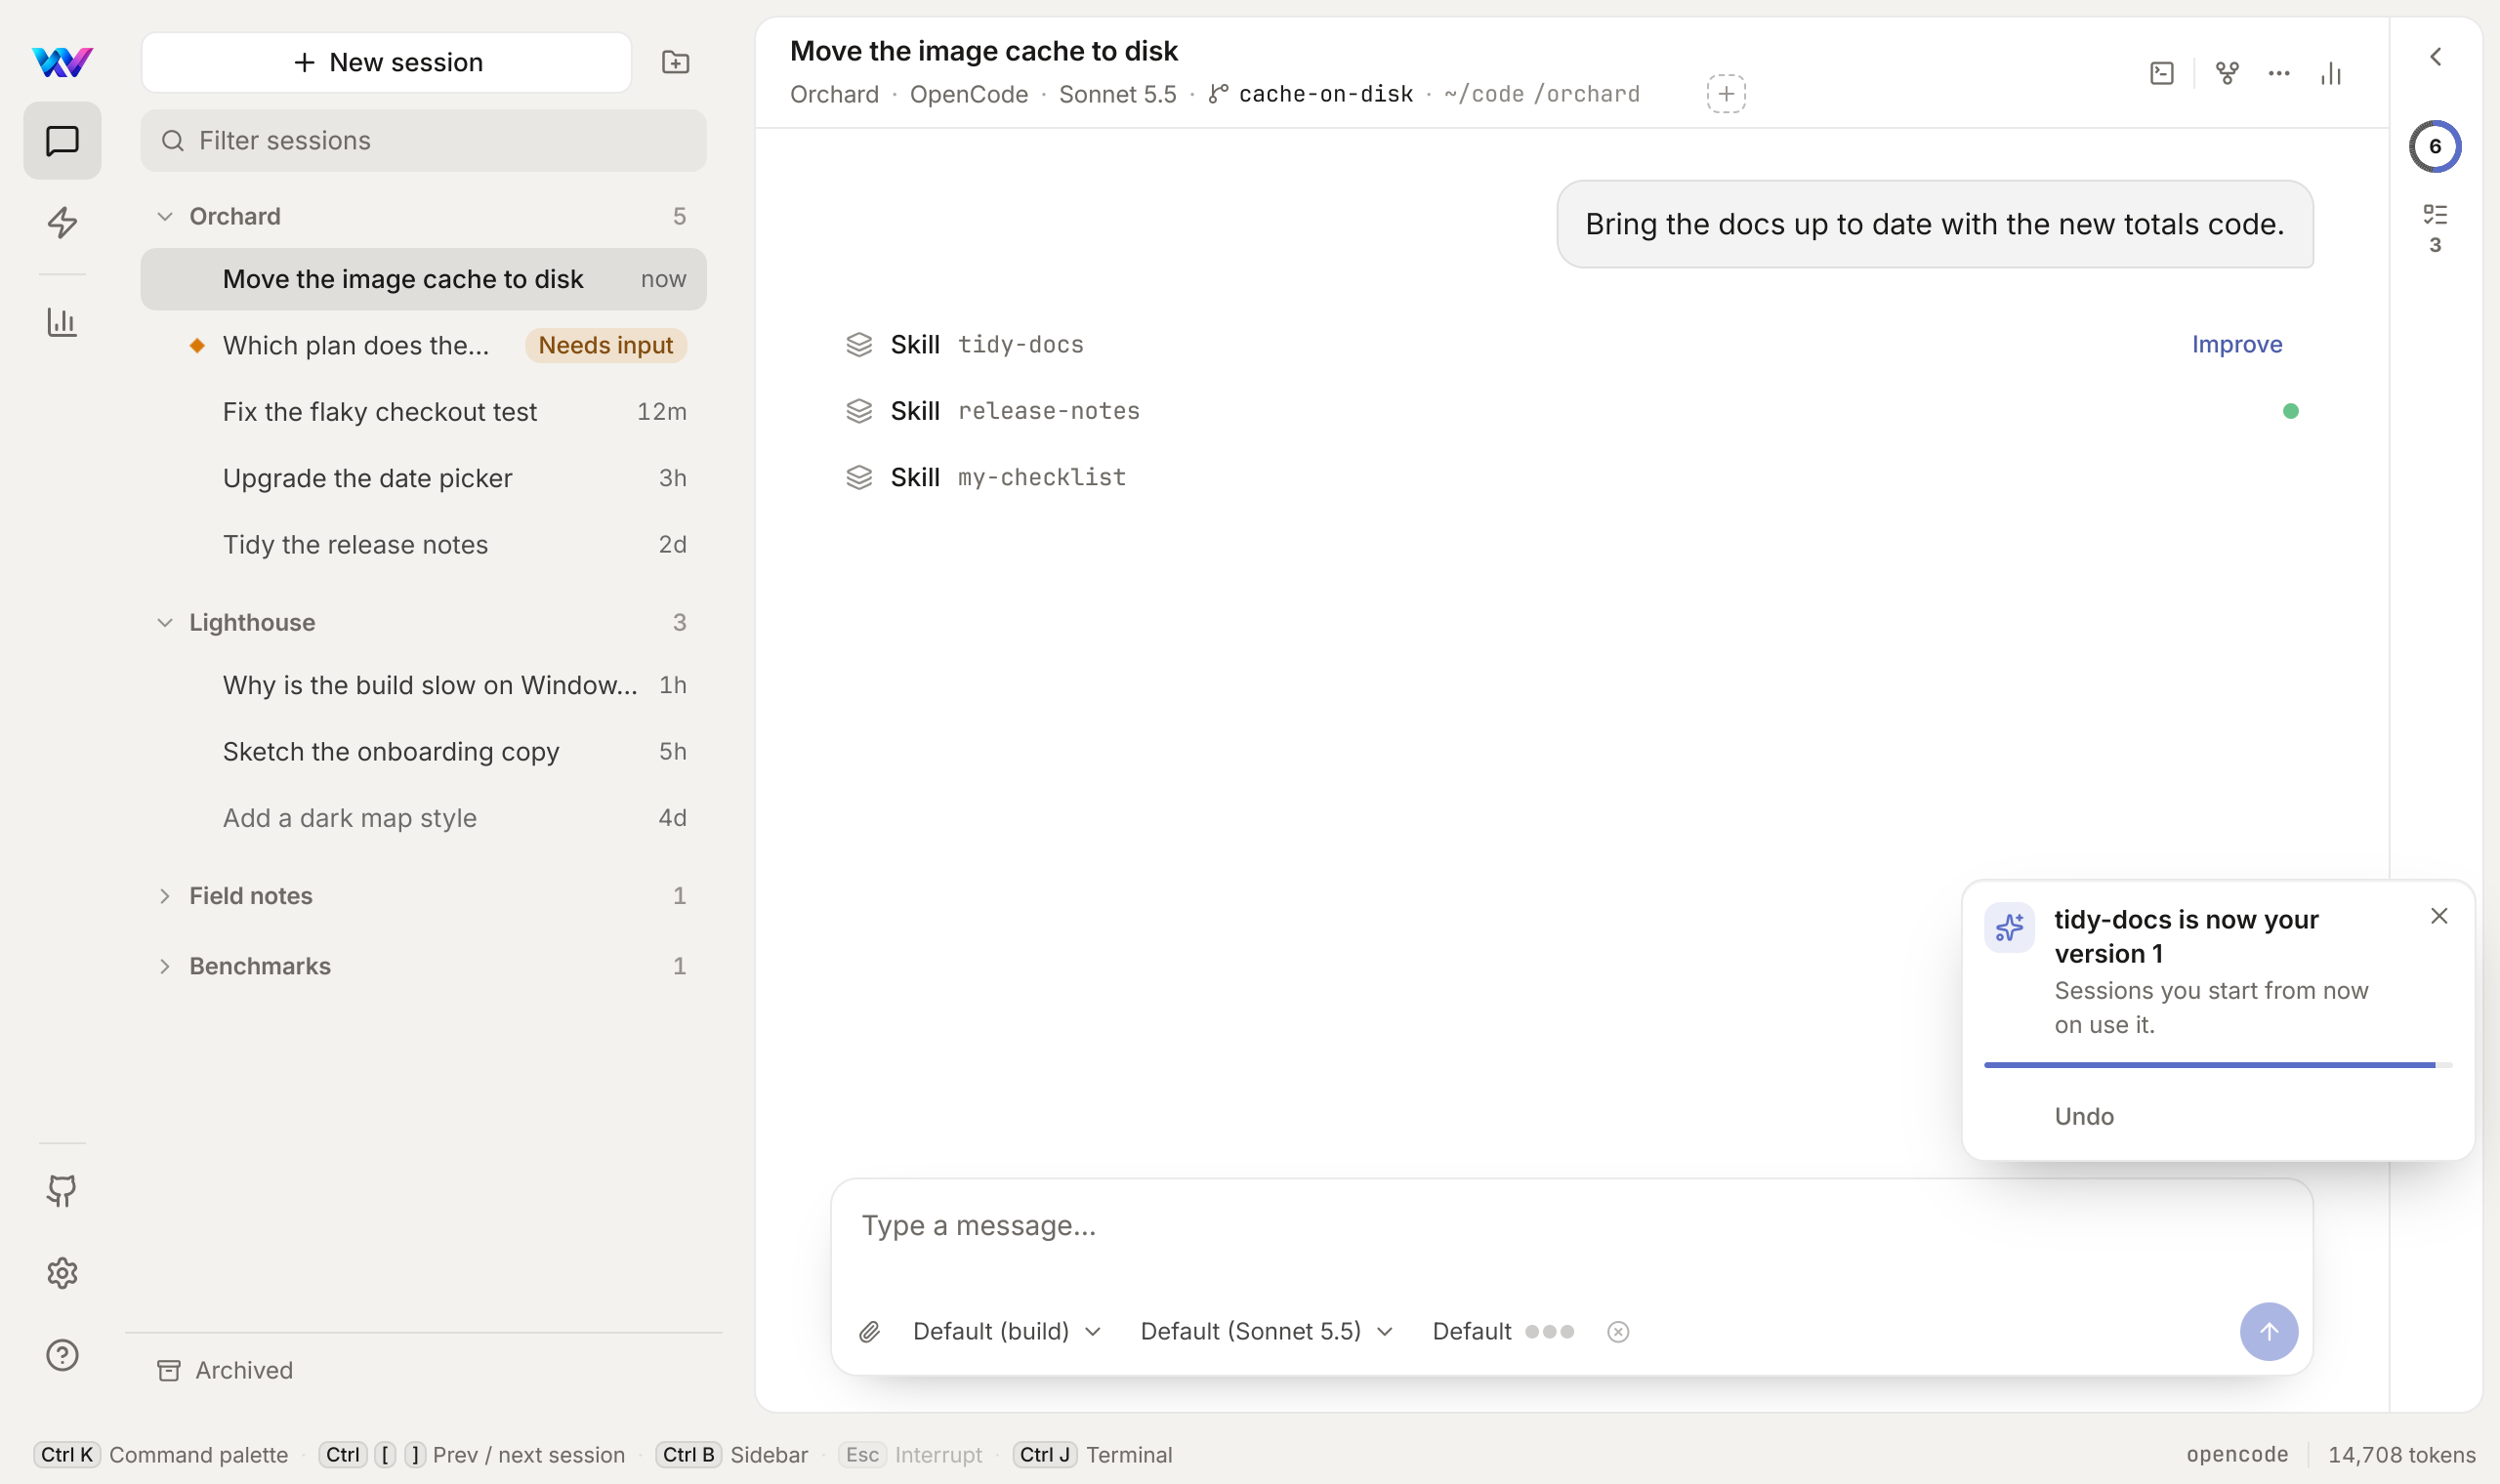 New session
Filter sessions
Orchard 5
Move the image cache to disk now
Which plan does the... Needs input
Fix the flaky checkout test 12m
Upgrade the date picker 3h
Tidy the release notes 2d
Lighthouse 3
Why is the build slow on Window... 1h
Sketch the onboarding copy 5h
Add a dark map style 4d
Field notes 1
Benchmarks 1
Archived
Move the image cache to disk
Orchard · OpenCode · Sonnet 5.5 · cache-on-disk · ~/code /orchard
6
3
Bring the docs up to date with the new totals code.
Skill tidy-docs Improve
Skill release-notes
Skill my-checklist
tidy-docs is now your
version 1
Sessions you start from now
on use it.
Undo
Type a message...
Default (build) Default (Sonnet 5.5) Default
Ctrl K Command palette · Ctrl [ ] Prev / next session · Ctrl B Sidebar · Esc Interrupt · Ctrl J Terminal
opencode 14,708 tokens